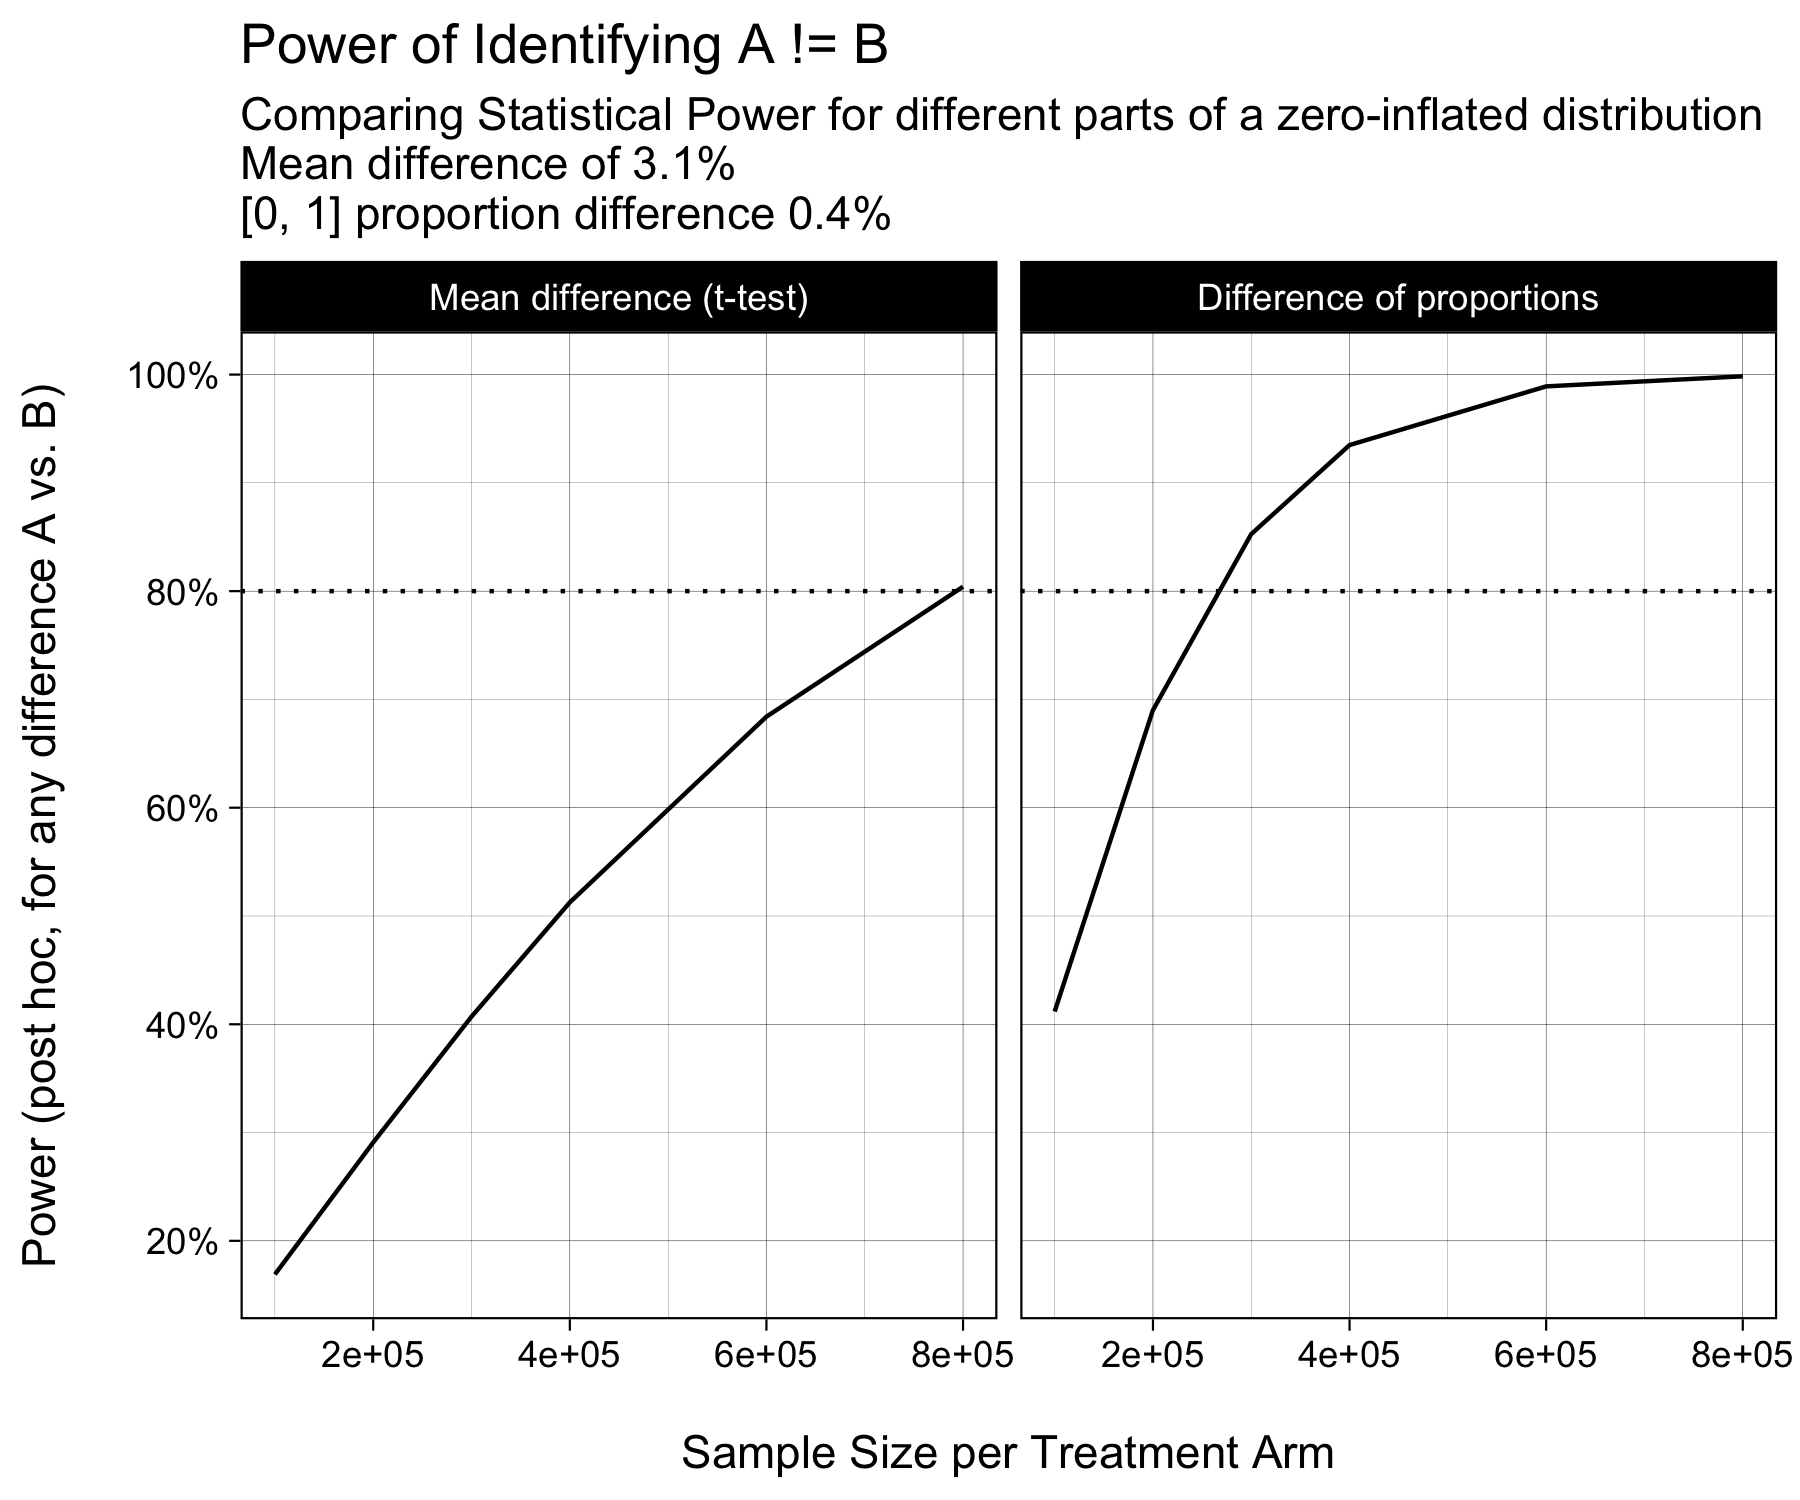 Power of Identifying A != B
Comparing Statistical Power for different parts of a zero-inflated distribution
Mean difference of 3.1%
[0, 1] proportion difference 0.4%
Mean difference (t-test)
Difference of proportions
Power (post hoc, for any difference A vs. B)
100%
80%
60%
40%
20%
2e+05
4e+05
6e+05
8e+05
2e+05
4e+05
6e+05
8e+05
Sample Size per Treatment Arm